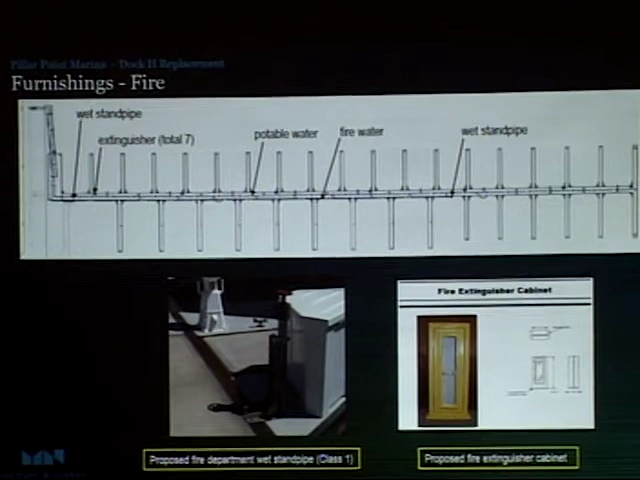 Pillar Point Marina - Dock H Replacement
Furnishings - Fire
wet standpipe
extinguisher (total 7)
potable water
fire water
wet standpipe
Fire Extinguisher Cabinet
Proposed fire department wet standpipe (Class 1)
Proposed fire extinguisher cabinet